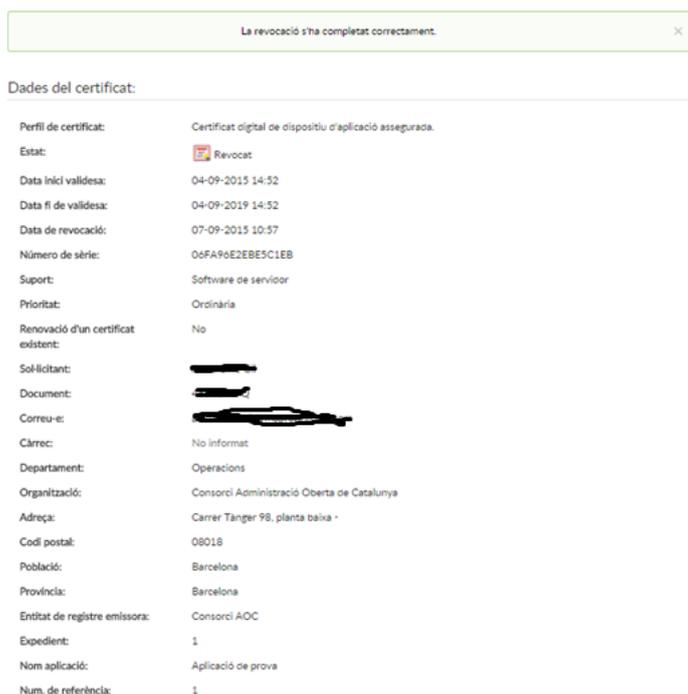 La revocació s'ha completat correctament.
×
Dades del certificat:
Perfil de certificat: Certificat digital de dispositiu d'aplicació assegurada.
Estat: Revocat
Data inici validesa: 04-09-2015 14:52
Data fi de validesa: 04-09-2019 14:52
Data de revocació: 07-09-2015 10:57
Número de sèrie: 06FA96E2EBE5C1EB
Suport: Software de servidor
Prioritat: Ordinària
Renovació d'un certificat No
existent:
Sol·licitant:
Document:
Correu-e:
Càrrec: No informat
Departament: Operacions
Organització: Consorci Administració Oberta de Catalunya
Adreça: Carrer Tànger 98, planta baixa -
Codi postal: 08018
Població: Barcelona
Província: Barcelona
Entitat de registre emissora: Consorci AOC
Expedient: 1
Nom aplicació: Aplicació de prova
Num. de referència: 1